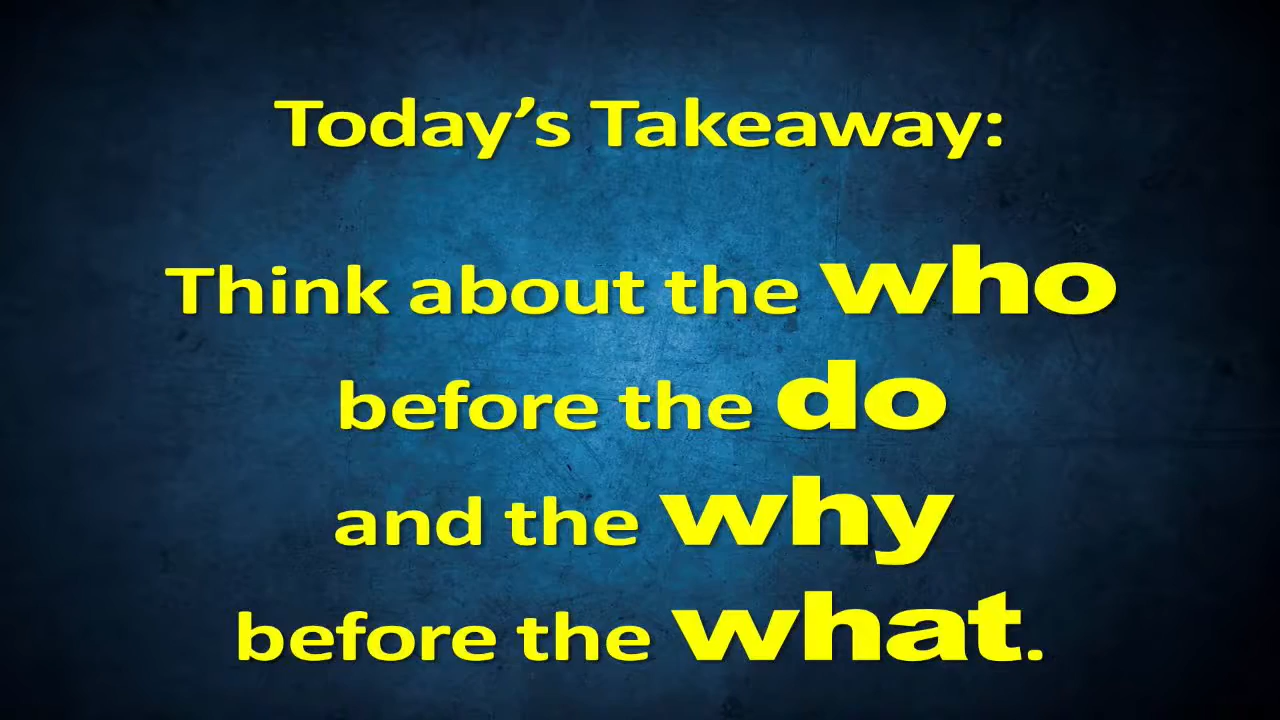 Today’s Takeaway:
Think about the who
before the do
and the why
before the what.